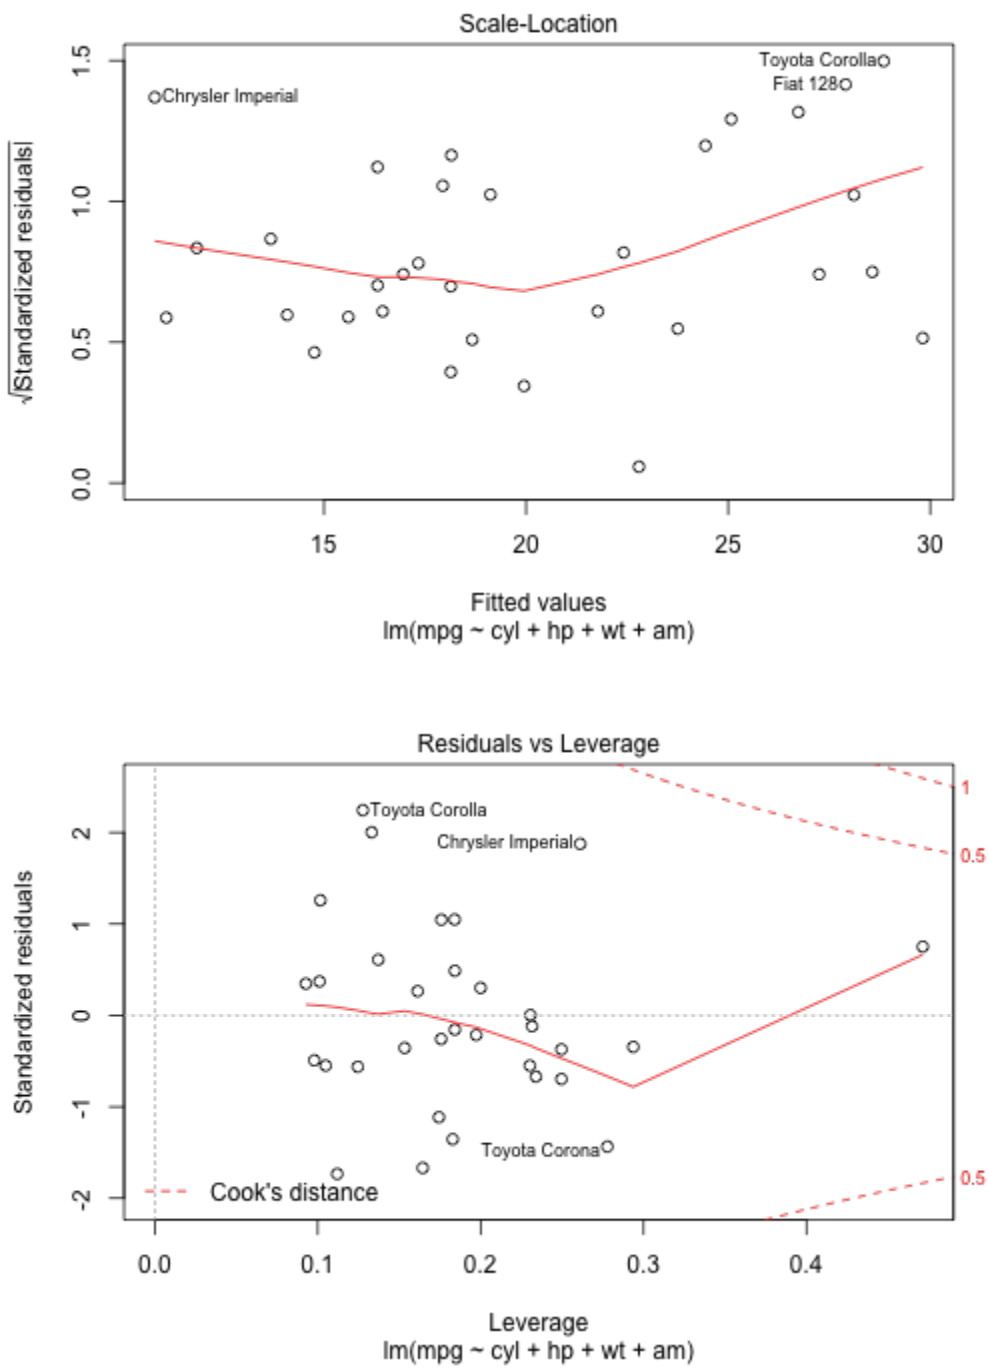 Scale-Location
1.5
1.0
0.5
0.0
√|Standardized residuals|
Toyota Corolla
Fiat 128
Chrysler Imperial
15 20 25 30
Fitted values
lm(mpg ~ cyl + hp + wt + am)
Residuals vs Leverage
2
1
0
-1
-2
Standardized residuals
Toyota Corolla
Chrysler Imperial
Toyota Corona
1
0.5
0.5
Cook's distance
0.0 0.1 0.2 0.3 0.4
Leverage
lm(mpg ~ cyl + hp + wt + am)